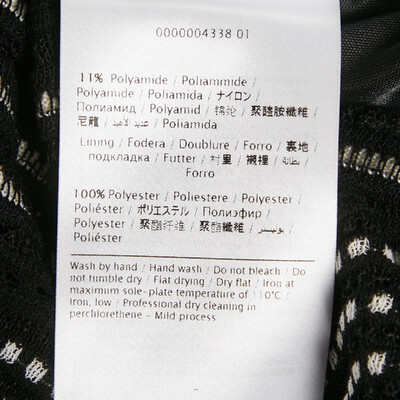 0000004338 01
11% Polyamide / Poliammide /
Polyamide / Poliamida / ナイロン /
Полиамид / Polyamid / 锦纶 / 聚醯胺纖維 /
尼龍 / عديد الأميد / Poliamida
Lining / Fodera / Doublure / Forro / 裏地 /
подкладка / Futter / 衬里 / 襯裡 / بطانة /
Forro
100% Polyester / Poliestere / Polyester /
Poliéster / ポリエステル / Полиэфир /
Polyester / 聚酯纤维 / 聚酯纖維 / بوليستر /
Poliéster
Wash by hand / Hand wash / Do not bleach / Do
not tumble dry / Flat drying / Dry flat / Iron at
maximum sole-plate temperature of 110°C /
Iron, low / Professional dry cleaning in
perchlorethene - Mild process